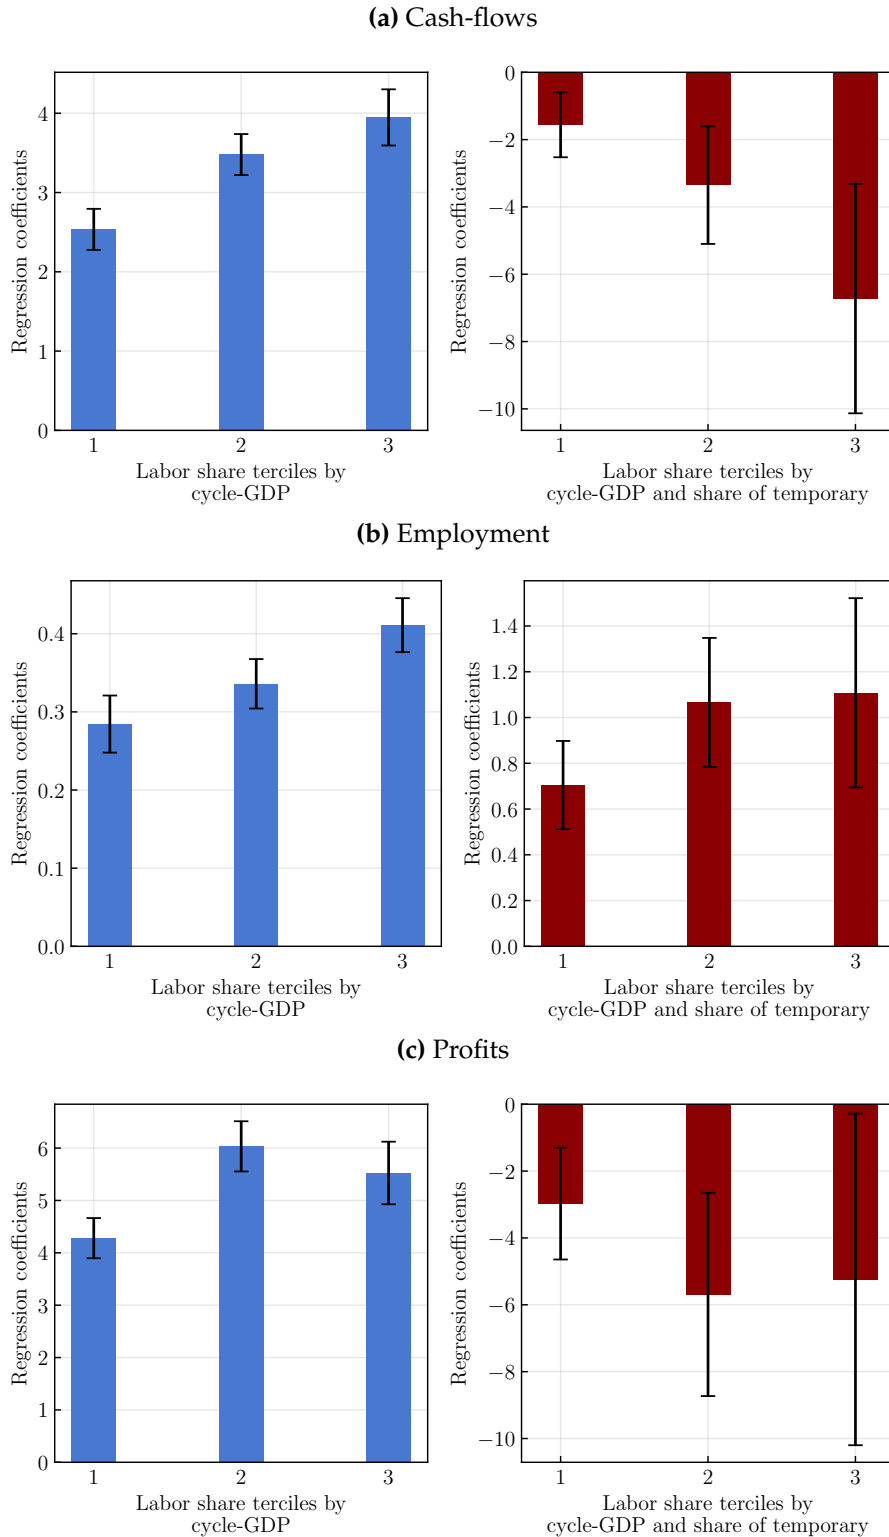 (a) Cash-flows
4
3
2
1
0
Regression coefficients
1 2 3
Labor share terciles by
cycle-GDP
0
−2
−4
−6
−8
−10
Regression coefficients
1 2 3
Labor share terciles by
cycle-GDP and share of temporary
(b) Employment
0.4
0.3
0.2
0.1
0.0
Regression coefficients
1 2 3
Labor share terciles by
cycle-GDP
1.4
1.2
1.0
0.8
0.6
0.4
0.2
0.0
Regression coefficients
1 2 3
Labor share terciles by
cycle-GDP and share of temporary
(c) Profits
6
5
4
3
2
1
0
Regression coefficients
1 2 3
Labor share terciles by
cycle-GDP
0
−2
−4
−6
−8
−10
Regression coefficients
1 2 3
Labor share terciles by
cycle-GDP and share of temporary